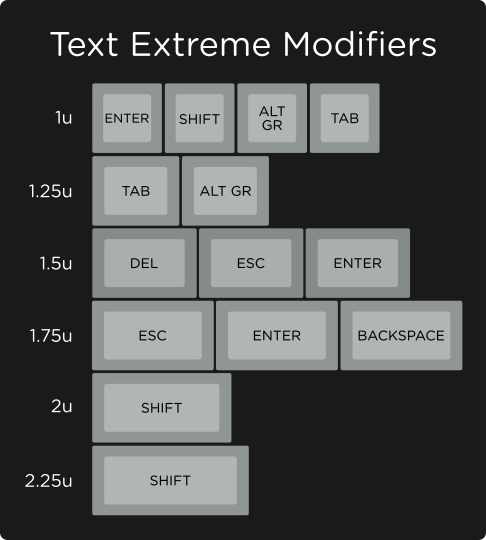 Text Extreme Modifiers
1u ENTER SHIFT ALT GR TAB
1.25u TAB ALT GR
1.5u DEL ESC ENTER
1.75u ESC ENTER BACKSPACE
2u SHIFT
2.25u SHIFT